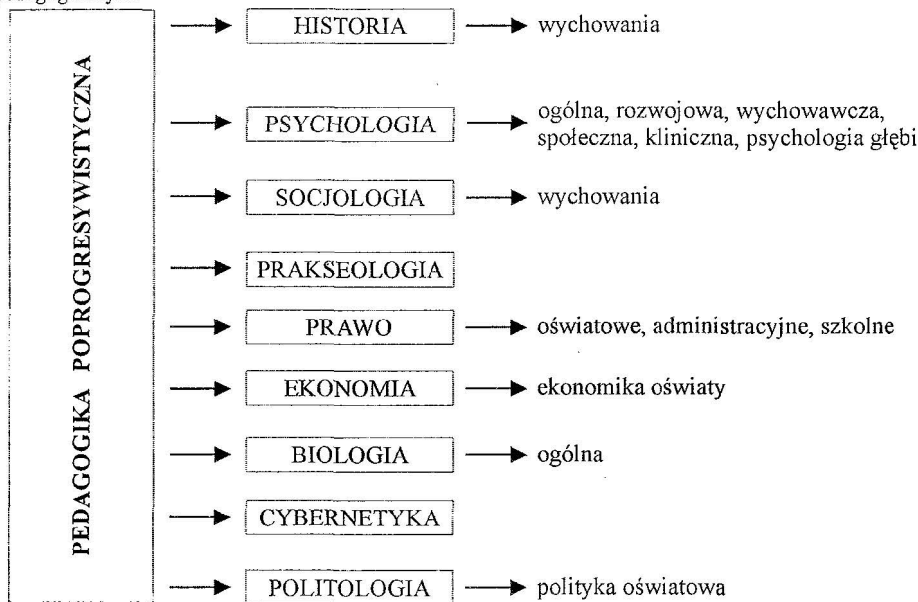 PEDAGOGIKA POPROGRESYWISTYCZNA
HISTORIA
wychowania
PSYCHOLOGIA
ogólna, rozwojowa, wychowawcza,
społeczna, kliniczna, psychologia głębi
SOCJOLOGIA
wychowania
PRAKSEOLOGIA
PRAWO
oświatowe, administracyjne, szkolne
EKONOMIA
ekonomika oświaty
BIOLOGIA
ogólna
CYBERNETYKA
POLITOLOGIA
polityka oświatowa